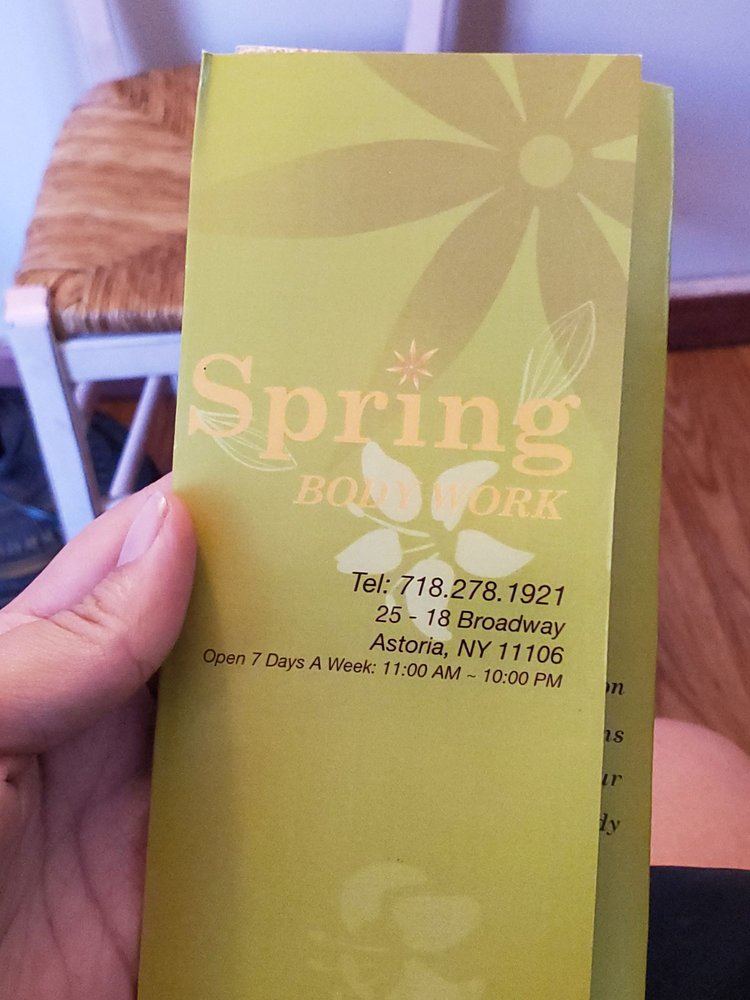 Spring
BODY WORK
Tel: 718.278.1921
25 - 18 Broadway
Astoria, NY 11106
Open 7 Days A Week: 11:00 AM ~ 10:00 PM